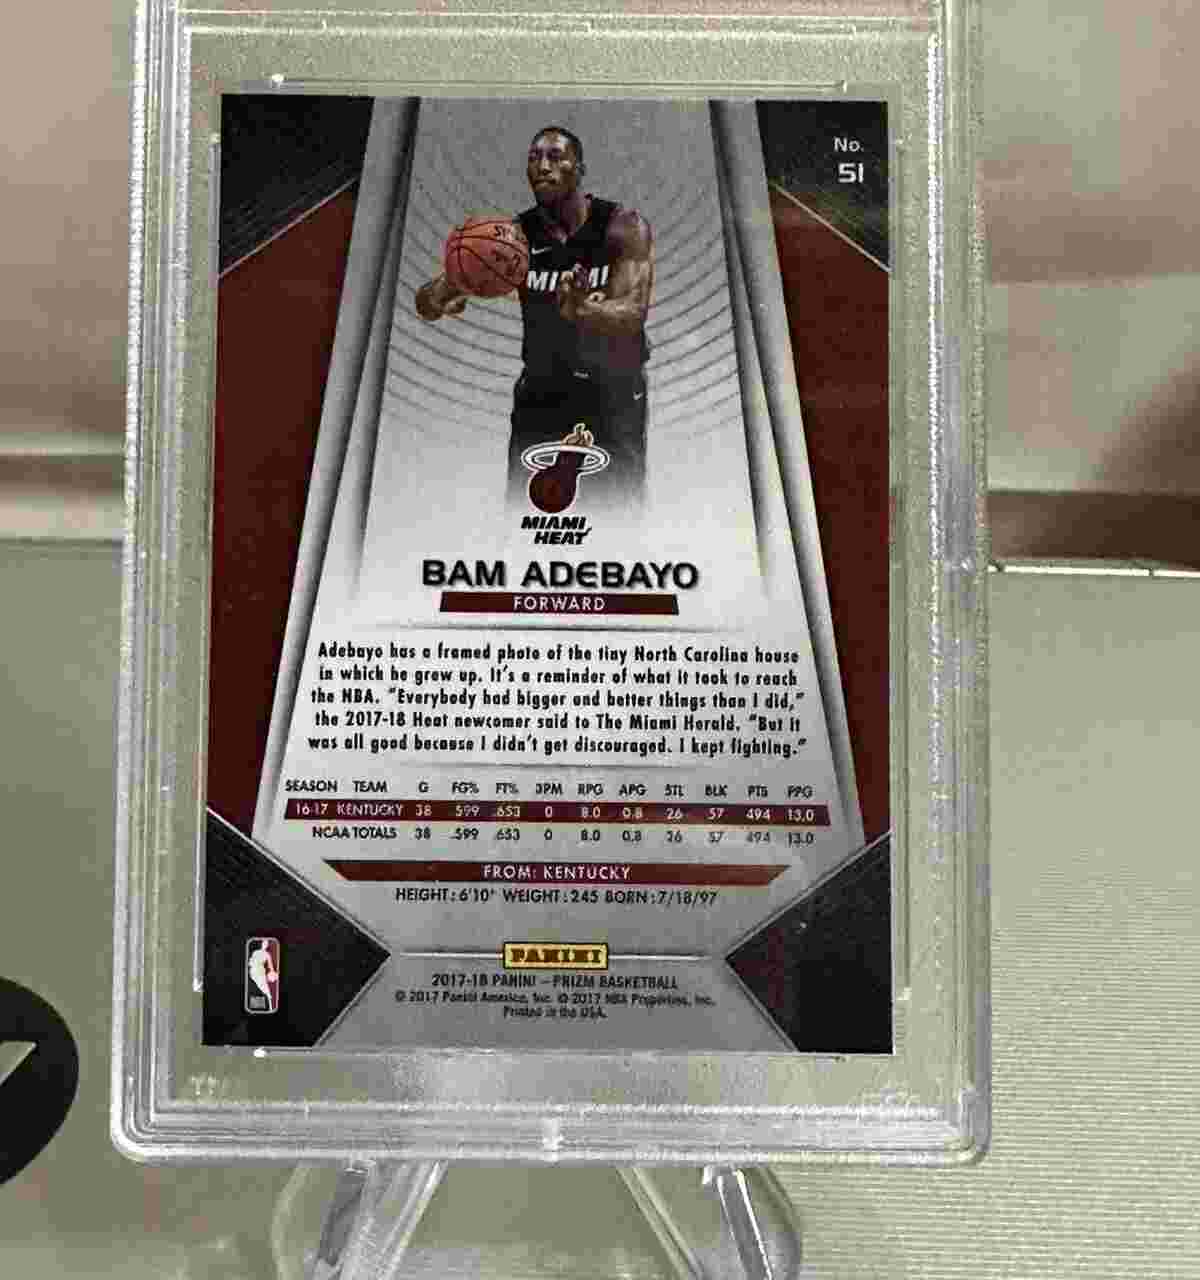 No.
51
MIAMI
MIAMI
HEAT
BAM ADEBAYO
FORWARD
Adebayo has a framed photo of the tiny North Carolina house
in which he grew up. It's a reminder of what it took to reach
the NBA. "Everybody had bigger and better things than I did,"
the 2017-18 Heat newcomer said to The Miami Herald. "But it
was all good because I didn't get discouraged. I kept fighting."
SEASON TEAM G FG% FT% 3PM RPG APG STL BLK PTS PPG
16-17 KENTUCKY 38 .599 .653 0 8.0 0.8 26 57 494 13.0
NCAA TOTALS 38 .599 .653 0 8.0 0.8 26 57 494 13.0
FROM: KENTUCKY
HEIGHT: 6'10" WEIGHT: 245 BORN: 7/18/97
PANINI
2017-18 PANINI – PRIZM BASKETBALL
© 2017 Panini America, Inc. © 2017 NBA Properties, Inc.
Printed in the USA.